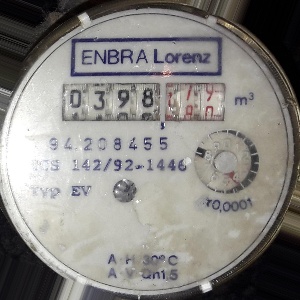 ENBRA Lorenz
0398 m³
94 208455
TCS 142/92-1446
TYP EV
x0,0001
A-H 30°C
A-V Qn1.5